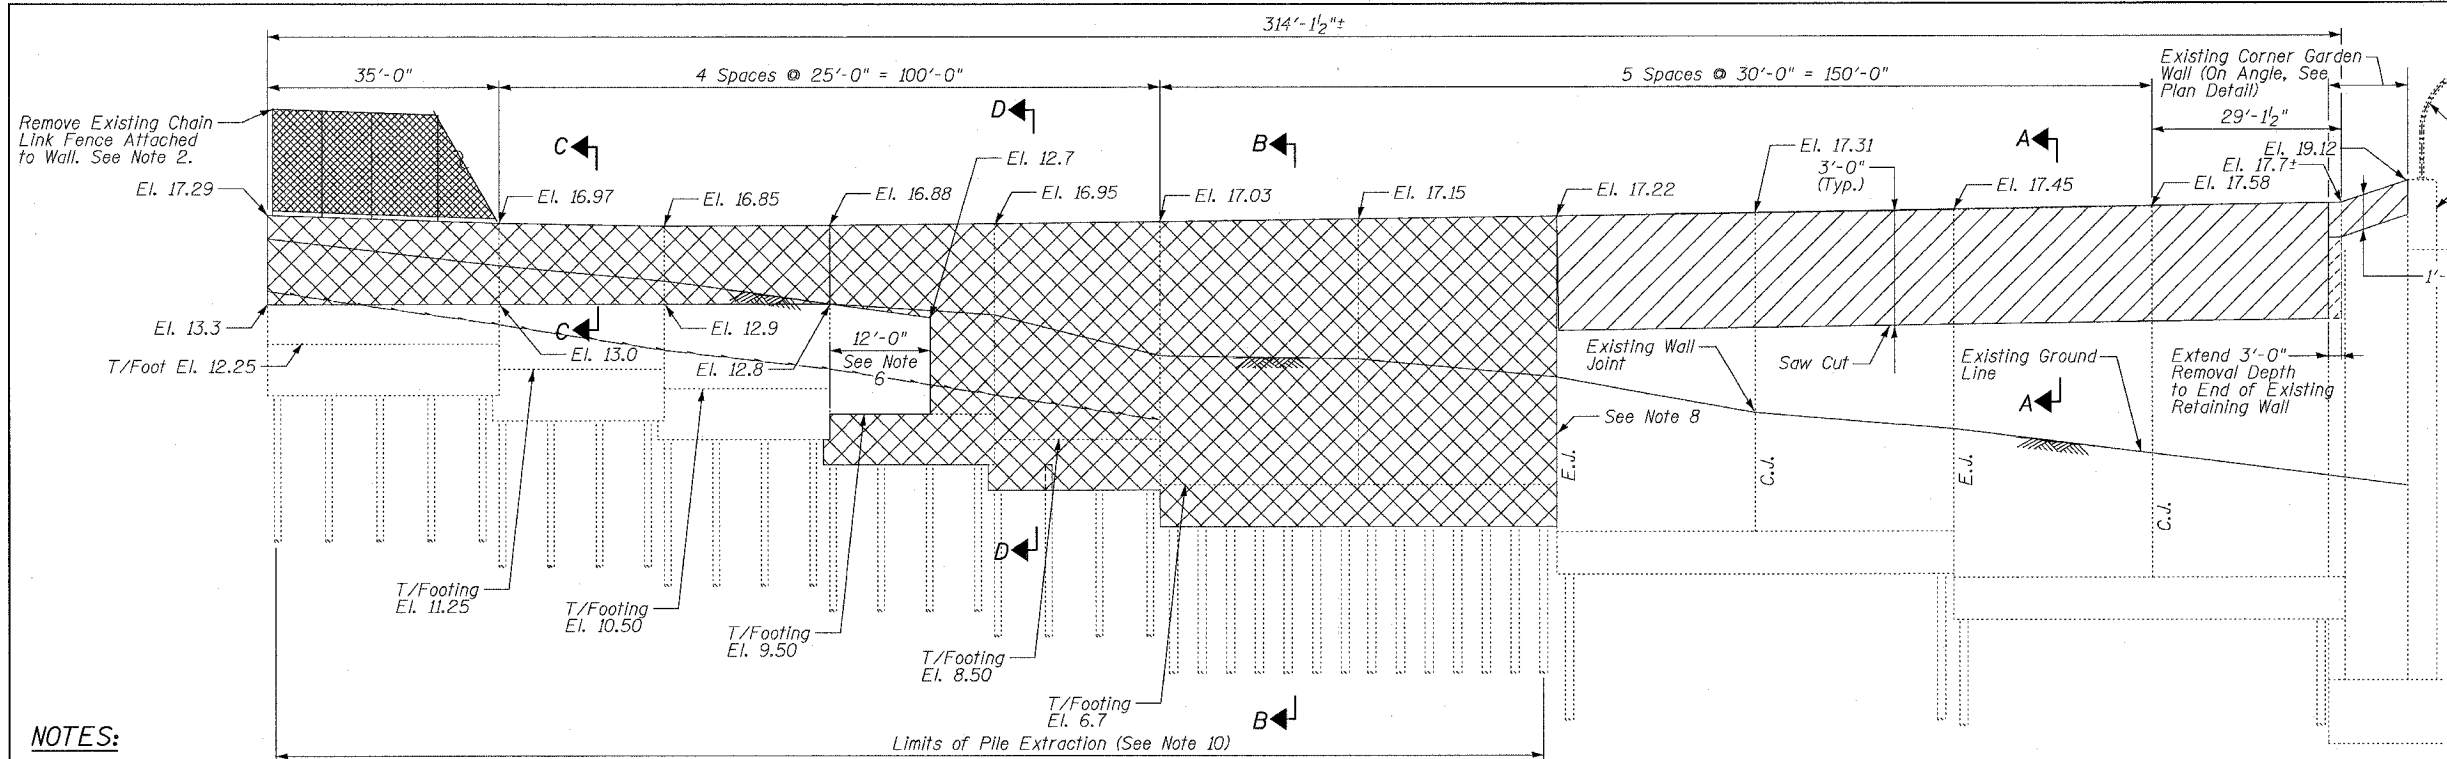 314'-1½"±
35'-0"
4 Spaces @ 25'-0" = 100'-0"
5 Spaces @ 30'-0" = 150'-0"
Existing Corner Garden
Wall (On Angle, See
Plan Detail)
29'-1½"
Remove Existing Chain
Link Fence Attached
to Wall. See Note 2.
C
D
B
A
El. 17.29
El. 16.97
El. 16.85
El. 16.88
El. 12.7
El. 16.95
El. 17.03
El. 17.15
El. 17.22
El. 17.31
3'-0"
(Typ.)
El. 17.45
El. 17.58
El. 17.7±
El. 19.12
1'-
El. 13.3
T/Foot El. 12.25
C
El. 13.0
El. 12.9
El. 12.8
12'-0"
See Note
6
Existing Wall
Joint
Saw Cut
Existing Ground
Line
Extend 3'-0"
Removal Depth
to End of Existing
Retaining Wall
A
See Note 8
E.J.
C.J.
E.J.
C.J.
D
T/Footing
El. 11.25
T/Footing
El. 10.50
T/Footing
El. 9.50
T/Footing
El. 8.50
T/Footing
El. 6.7
B
Limits of Pile Extraction (See Note 10)
NOTES: